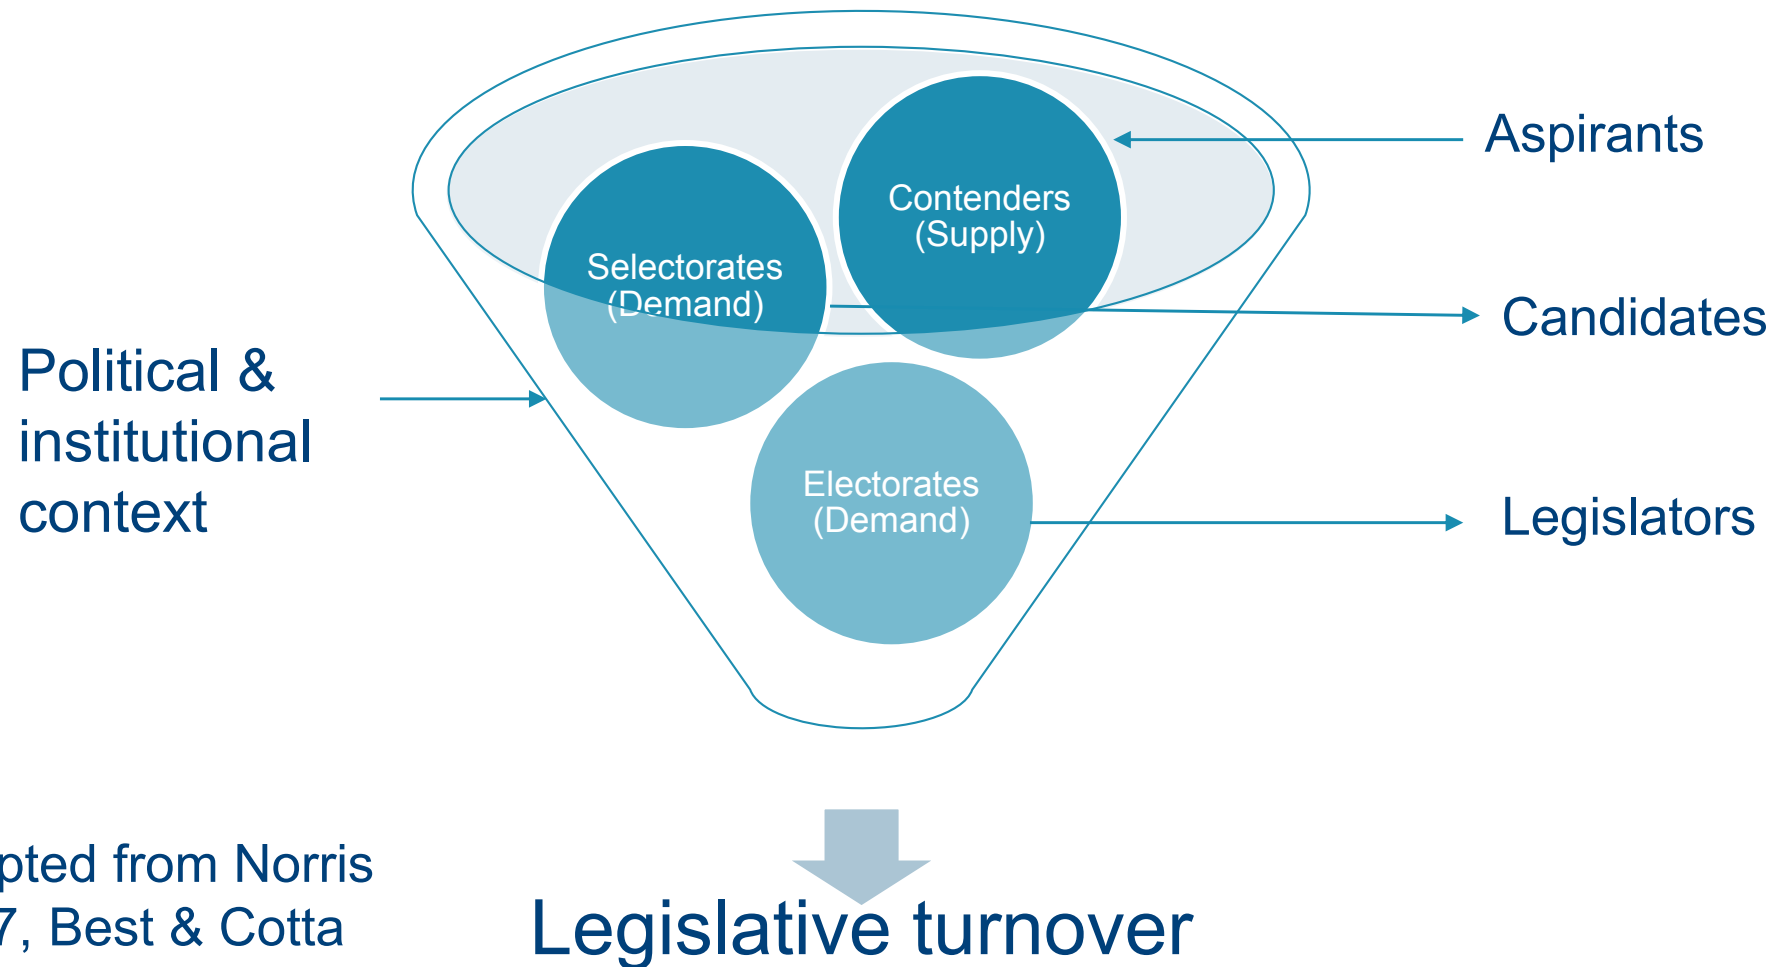 Aspirants
Contenders
(Supply)
Selectorates
(Demand)
Candidates
Political &
institutional
context
Electorates
(Demand)
Legislators
pted from Norris
7, Best & Cotta
Legislative turnover